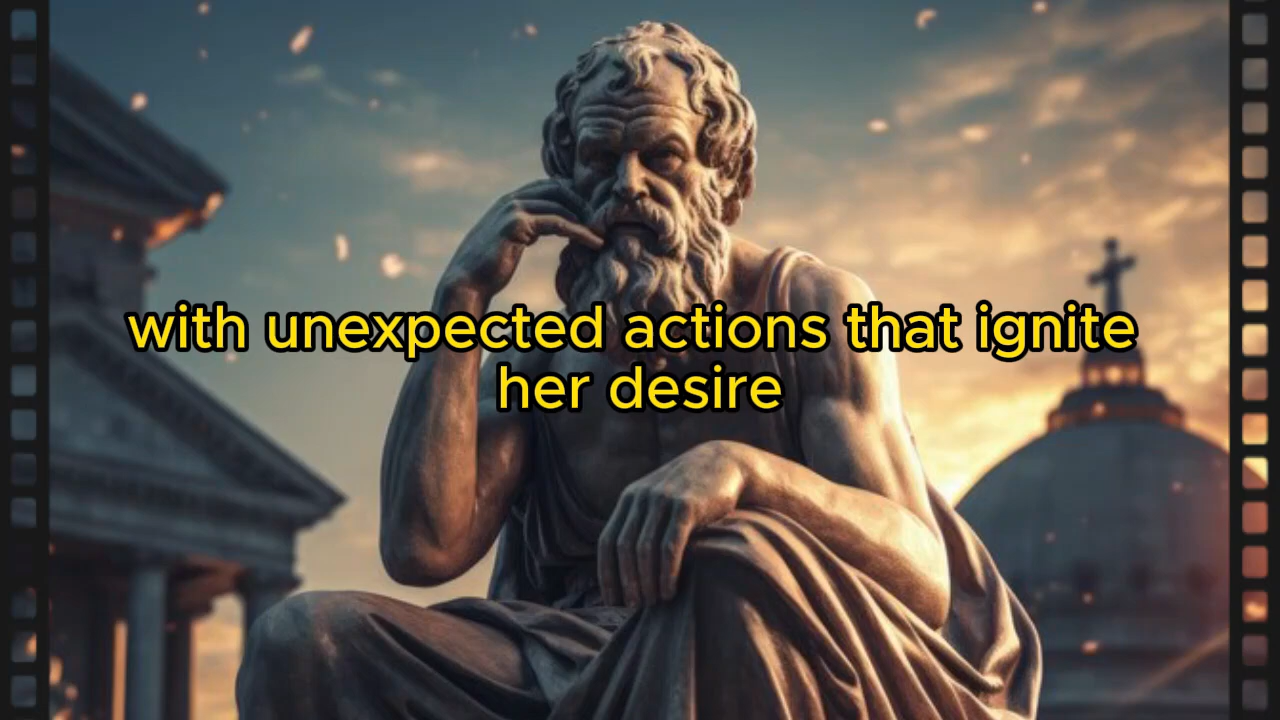 with unexpected actions that ignite
her desire